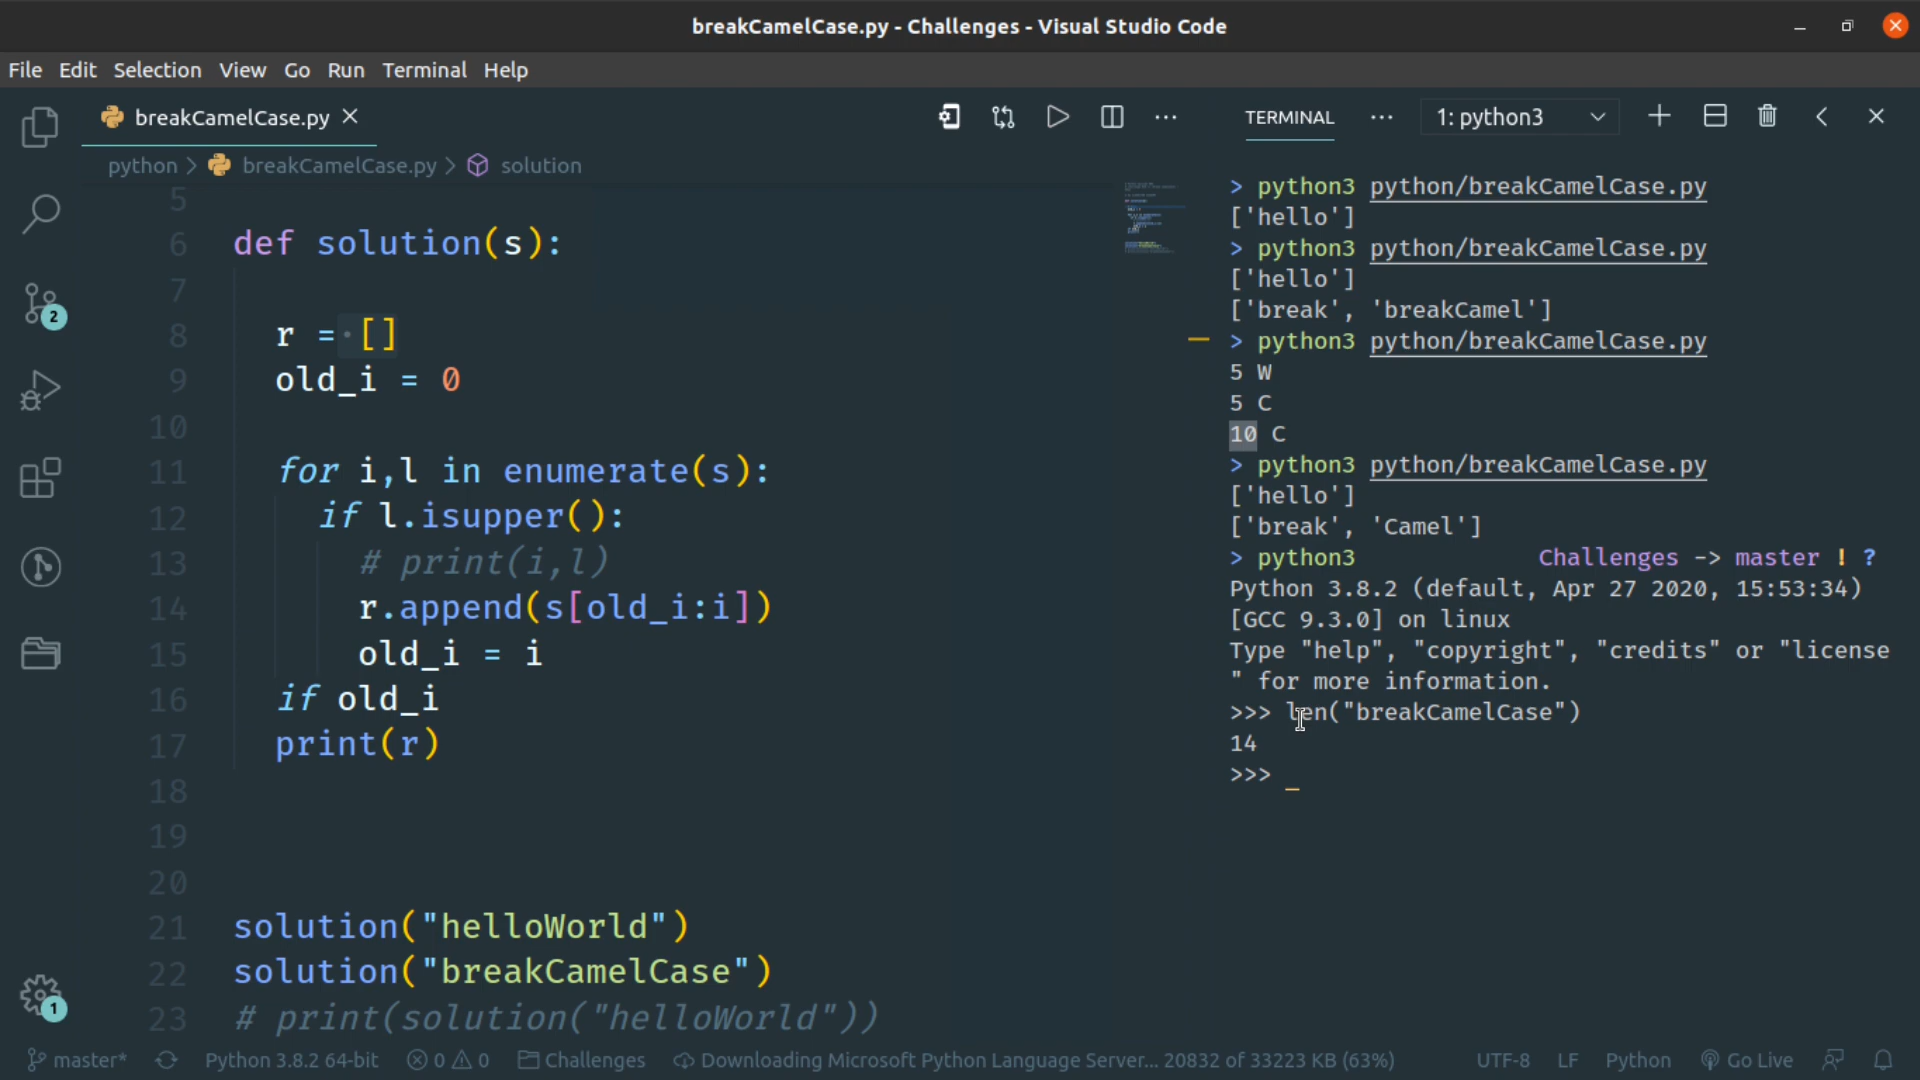 breakCamelCase.py - Challenges - Visual Studio Code
File Edit Selection View Go Run Terminal Help
breakCamelCase.py
python > breakCamelCase.py > solution
5
6 def solution(s):
7
8 r = []
9 old_i = 0
10
11 for i,l in enumerate(s):
12 if l.isupper():
13 # print(i,l)
14 r.append(s[old_i:i])
15 old_i = i
16 if old_i
17 print(r)
18
19
20
21 solution("helloWorld")
22 solution("breakCamelCase")
23 # print(solution("helloWorld"))
TERMINAL ··· 1: python3
> python3 python/breakCamelCase.py
['hello']
> python3 python/breakCamelCase.py
['hello']
['break', 'breakCamel']
> python3 python/breakCamelCase.py
5 W
5 C
10 C
> python3 python/breakCamelCase.py
['hello']
['break', 'Camel']
> python3 Challenges -> master ! ?
Python 3.8.2 (default, Apr 27 2020, 15:53:34)
[GCC 9.3.0] on linux
Type "help", "copyright", "credits" or "license
" for more information.
>>> len("breakCamelCase")
14
>>> _
2
1
master* Python 3.8.2 64-bit 0 0 Challenges Downloading Microsoft Python Language Server... 20832 of 33223 KB (63%) UTF-8 LF Python Go Live